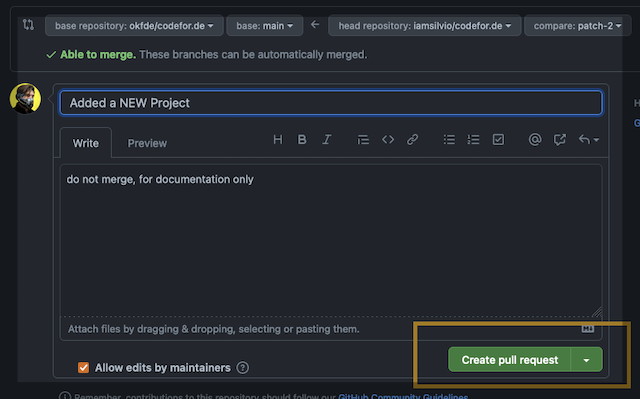 base repository: okfde/codefor.de base: main head repository: iamsilvio/codefor.de compare: patch-2
Able to merge. These branches can be automatically merged.
Added a NEW Project
Write Preview H B I
do not merge, for documentation only
Attach files by dragging & dropping, selecting or pasting them.
Allow edits by maintainers
Create pull request
Remember, contributions to this repository should follow our GitHub Community Guidelines